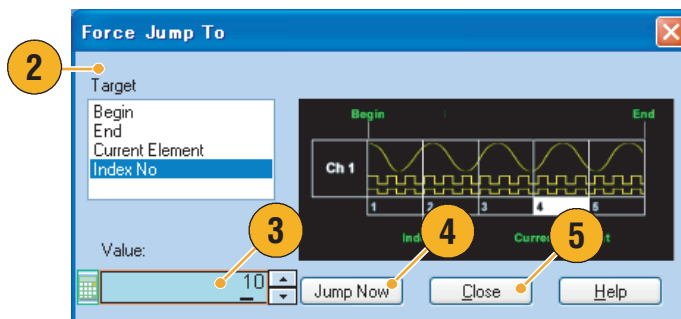 Force Jump To
2
Target
Begin
End
Current Element
Index No
Begin
End
Ch 1
1 2 3 4 5
3
4
5
Value:
10
Jump Now
Close
Help